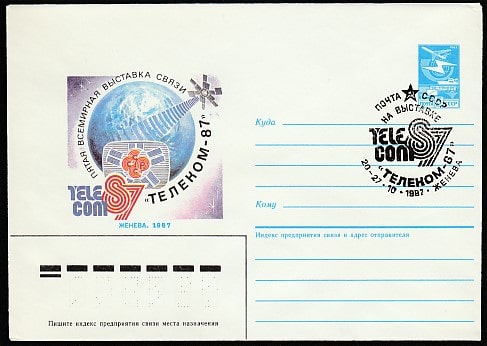 ПЯТАЯ ВСЕМИРНАЯ ВЫСТАВКА СВЯЗИ
"ТЕЛЕКОМ-87"
TELE
COM 87
ЖЕНЕВА. 1987
ПОЧТА СССР
НА ВЫСТАВКЕ
TELE
COM 87
"ТЕЛЕКОМ-87"
20-27·10·1987·ЖЕНЕВА
Куда
Кому
Индекс предприятия связи и адрес отправителя
Пишите индекс предприятия связи места назначения